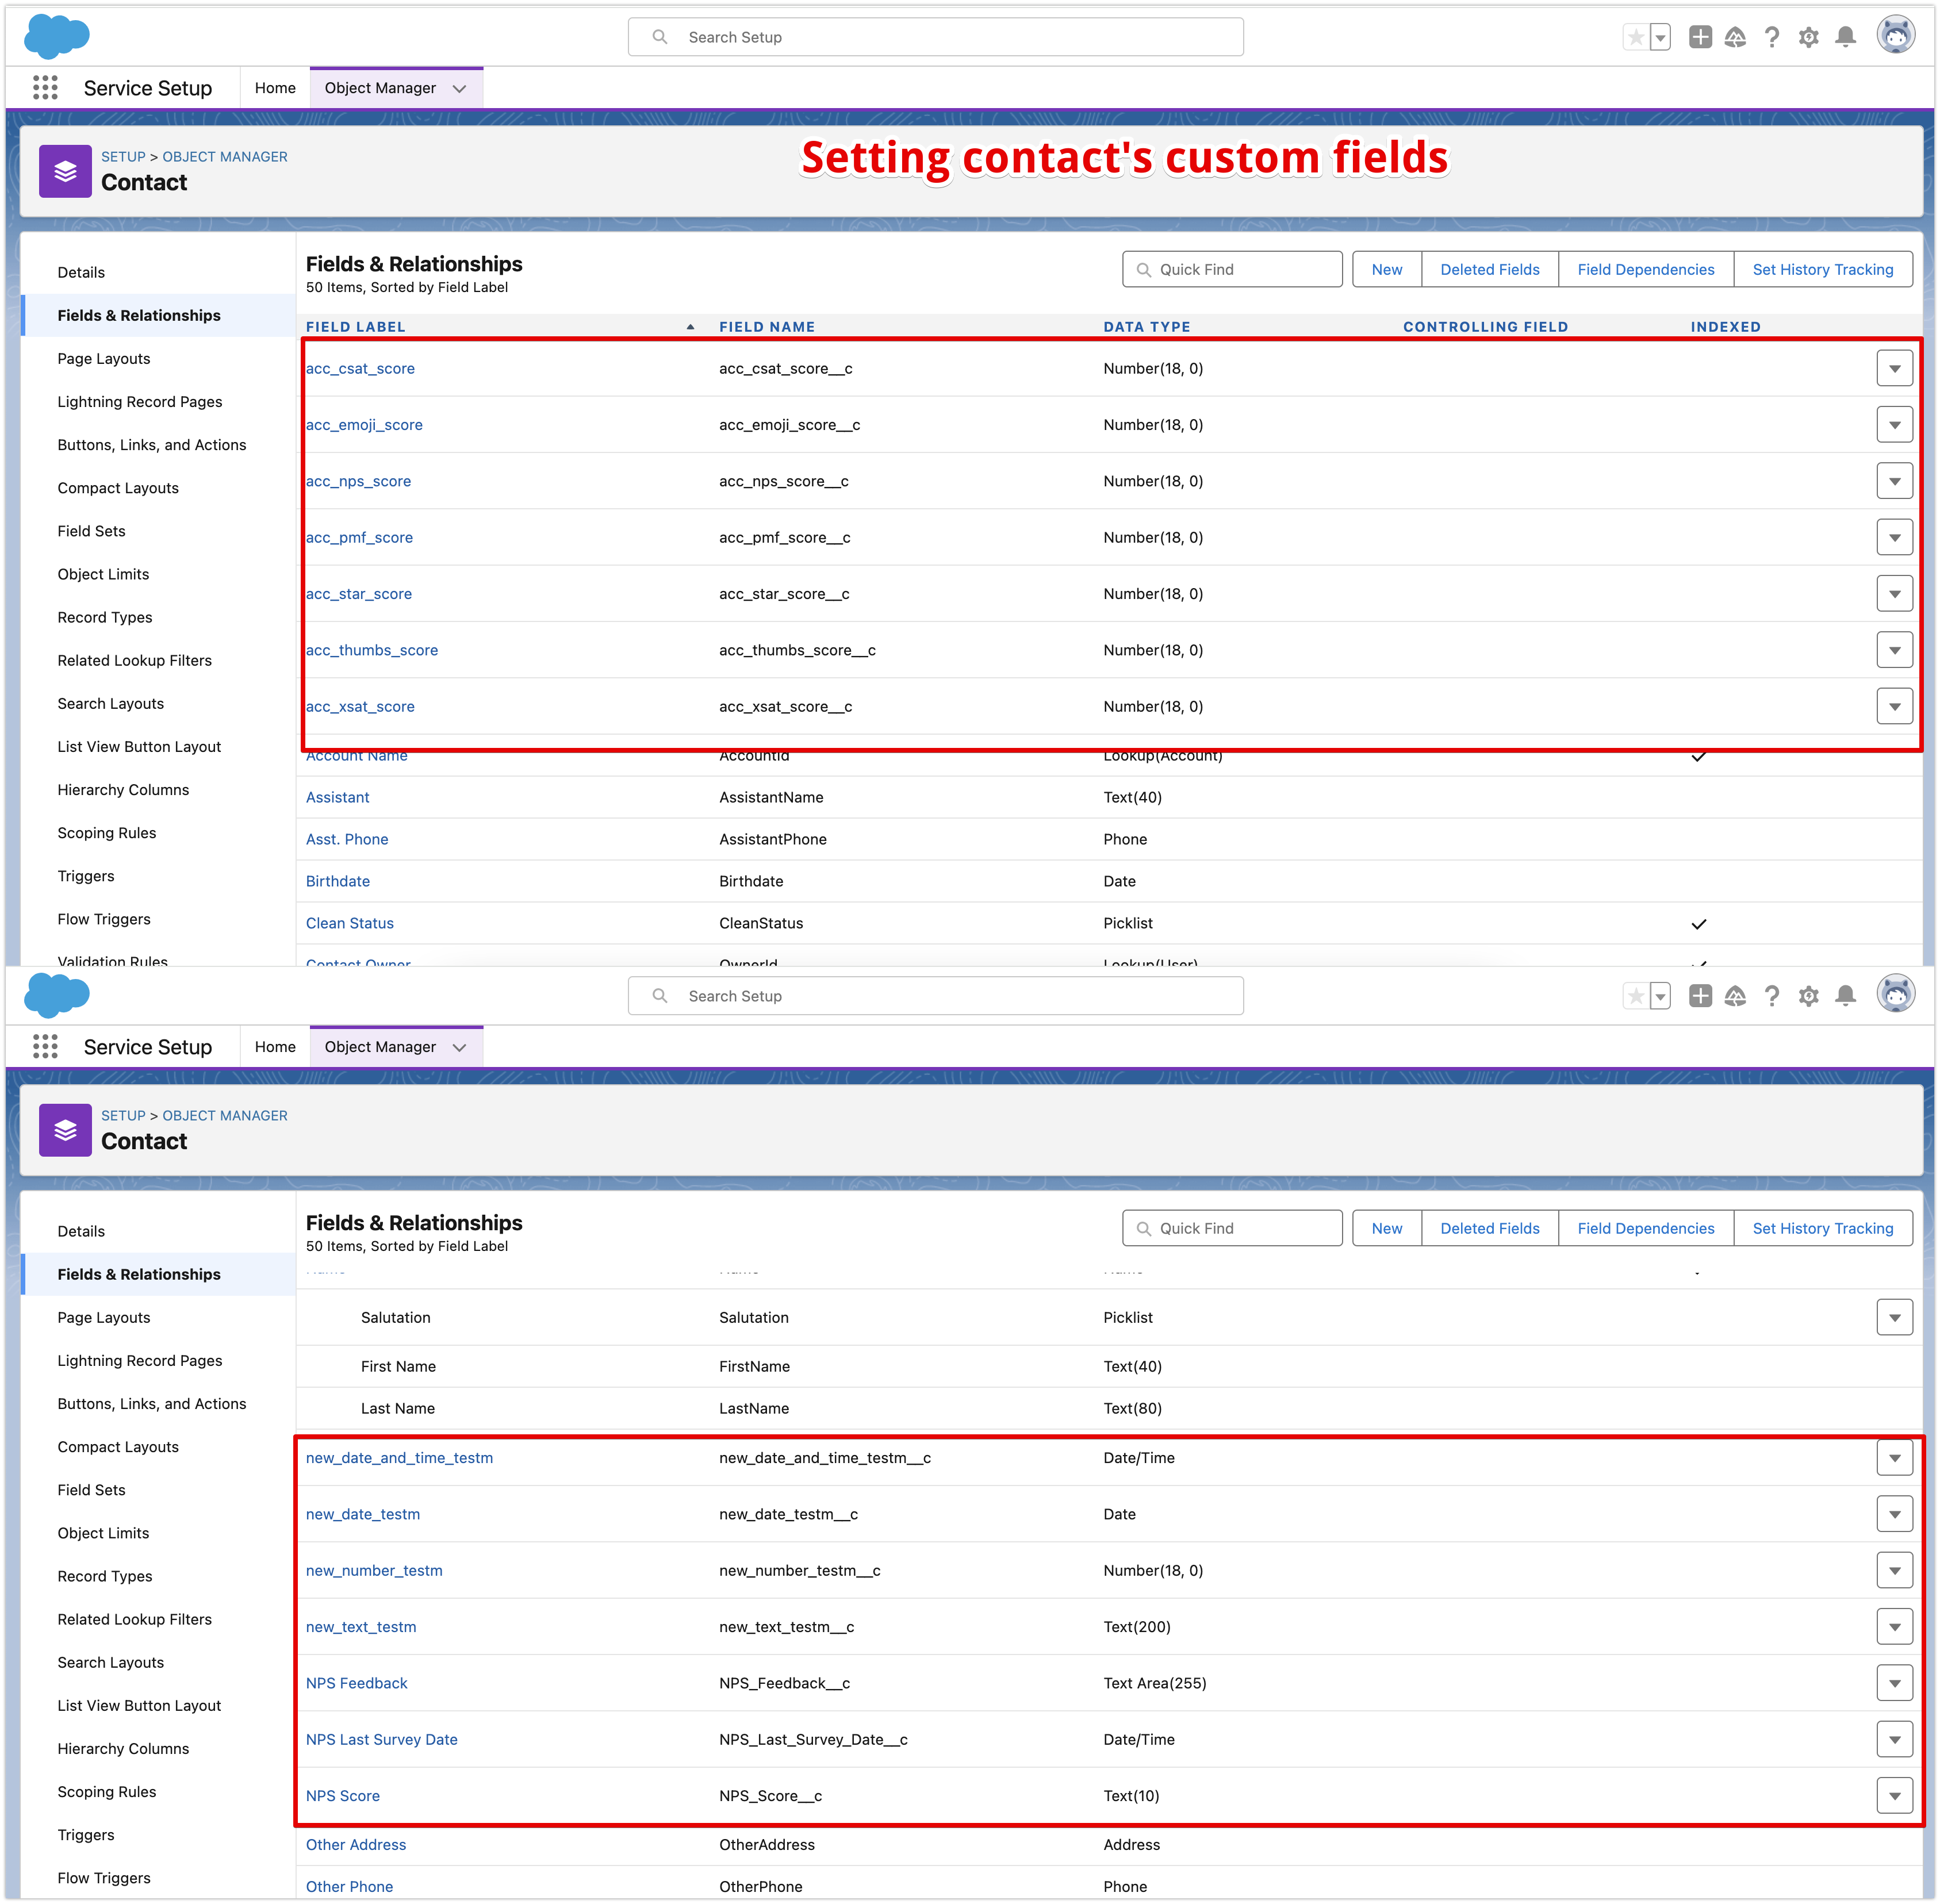 Search Setup
Service Setup Home Object Manager
SETUP > OBJECT MANAGER
Contact
Setting contact's custom fields
Details
Fields & Relationships
Page Layouts
Lightning Record Pages
Buttons, Links, and Actions
Compact Layouts
Field Sets
Object Limits
Record Types
Related Lookup Filters
Search Layouts
List View Button Layout
Hierarchy Columns
Scoping Rules
Triggers
Flow Triggers
Validation Rules
Fields & Relationships
50 Items, Sorted by Field Label
Quick Find New Deleted Fields Field Dependencies Set History Tracking
FIELD LABEL FIELD NAME DATA TYPE CONTROLLING FIELD INDEXED
acc_csat_score acc_csat_score__c Number(18, 0)
acc_emoji_score acc_emoji_score__c Number(18, 0)
acc_nps_score acc_nps_score__c Number(18, 0)
acc_pmf_score acc_pmf_score__c Number(18, 0)
acc_star_score acc_star_score__c Number(18, 0)
acc_thumbs_score acc_thumbs_score__c Number(18, 0)
acc_xsat_score acc_xsat_score__c Number(18, 0)
Account Name AccountId Lookup(Account)
Assistant AssistantName Text(40)
Asst. Phone AssistantPhone Phone
Birthdate Birthdate Date
Clean Status CleanStatus Picklist
Contact Owner OwnerId Lookup(User)
Search Setup
Service Setup Home Object Manager
SETUP > OBJECT MANAGER
Contact
Details
Fields & Relationships
Page Layouts
Lightning Record Pages
Buttons, Links, and Actions
Compact Layouts
Field Sets
Object Limits
Record Types
Related Lookup Filters
Search Layouts
List View Button Layout
Hierarchy Columns
Scoping Rules
Triggers
Flow Triggers
Fields & Relationships
50 Items, Sorted by Field Label
Quick Find New Deleted Fields Field Dependencies Set History Tracking
Salutation Salutation Picklist
First Name FirstName Text(40)
Last Name LastName Text(80)
new_date_and_time_testm new_date_and_time_testm__c Date/Time
new_date_testm new_date_testm__c Date
new_number_testm new_number_testm__c Number(18, 0)
new_text_testm new_text_testm__c Text(200)
NPS Feedback NPS_Feedback__c Text Area(255)
NPS Last Survey Date NPS_Last_Survey_Date__c Date/Time
NPS Score NPS_Score__c Text(10)
Other Address OtherAddress Address
Other Phone OtherPhone Phone